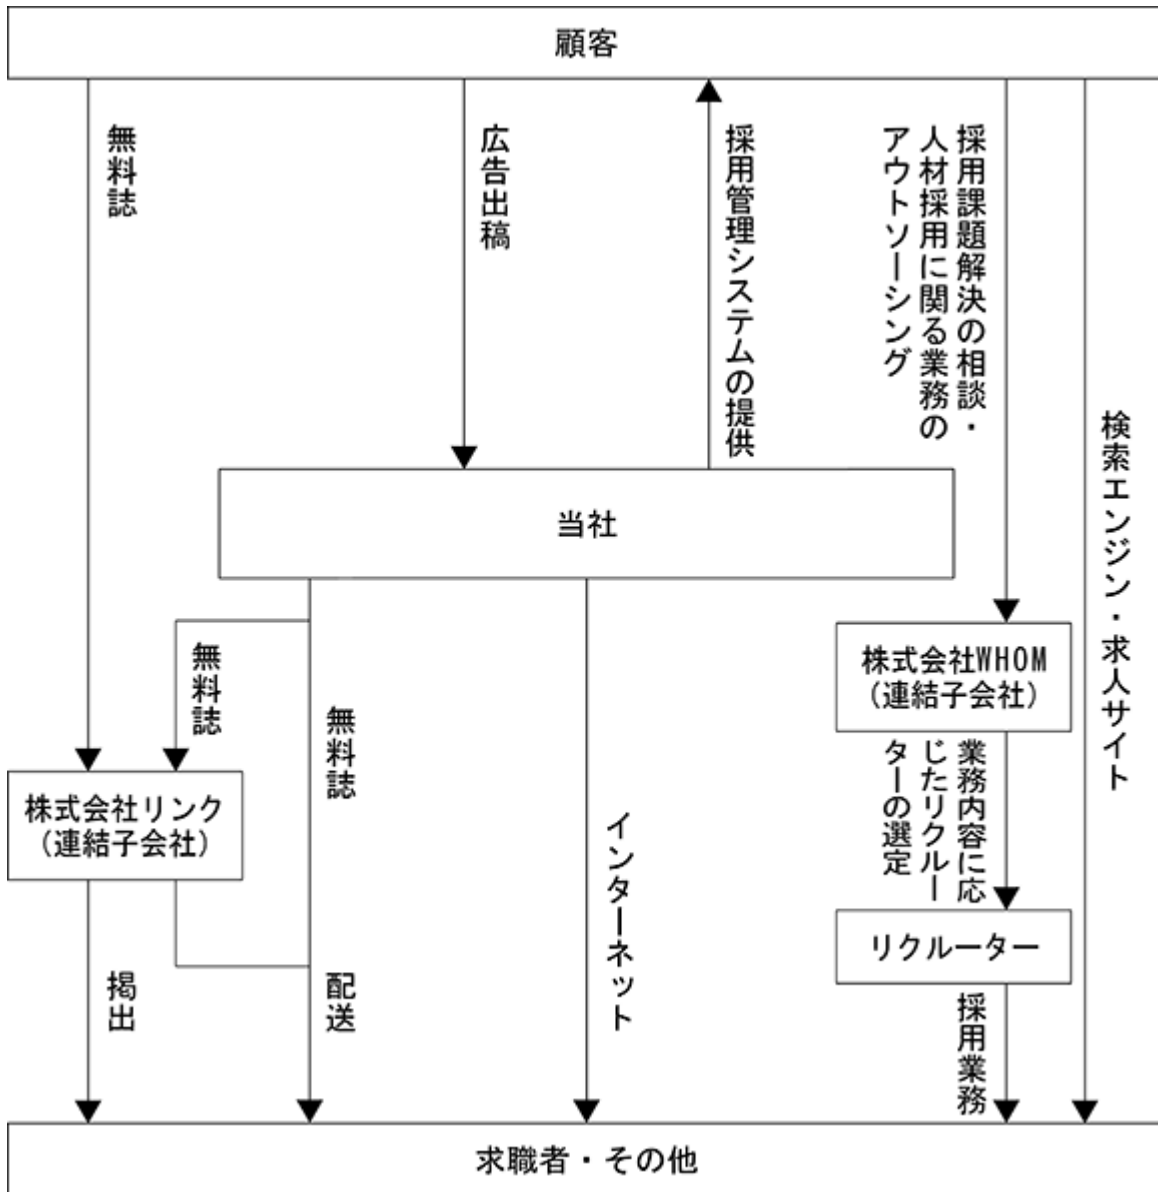 顧客
無料誌
広告出稿
採用管理システムの提供
採用課題解決の相談・
人材採用に関る業務の
アウトソーシング
検索エンジン・求人サイト
当社
無料誌
無料誌
インターネット
株式会社WHOM
(連結子会社)
業務内容に応
じたリクルー
ターの選定
株式会社リンク
(連結子会社)
リクルーター
掲出
配送
採用業務
求職者・その他